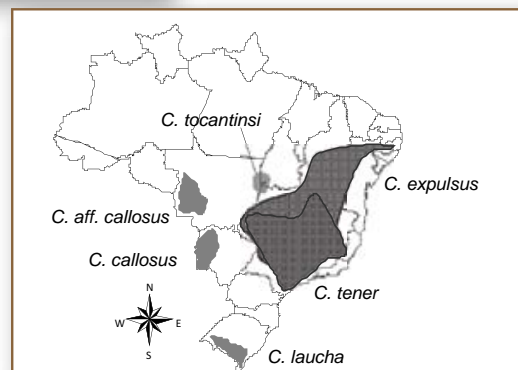 C. tocantinsi
C. expulsus
C. aff. callosus
C. callosus
C. tener
N
W E
S
C. laucha